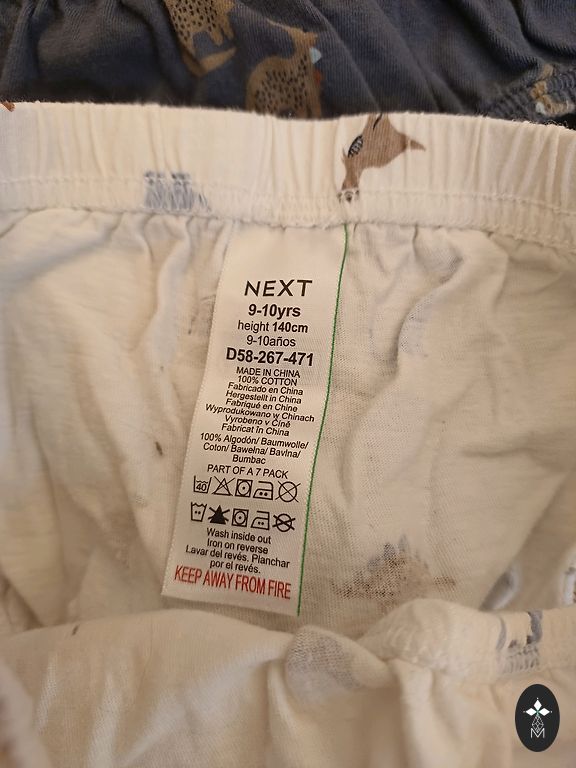 NEXT
9-10yrs
height 140cm
9-10años
D58-267-471
MADE IN CHINA
100% COTTON
Fabricado en China
Hergestellt in China
Fabriqué en Chine
Wyprodukowano w Chinach
Vyrobeno v Číně
Fabricat în China
100% Algodón/ Baumwolle/
Coton/ Bawełna/ Bavlna/
Bumbac
PART OF A 7 PACK
40
Wash inside out
Iron on reverse
Lavar del revés. Planchar
por el revés.
KEEP AWAY FROM FIRE
M